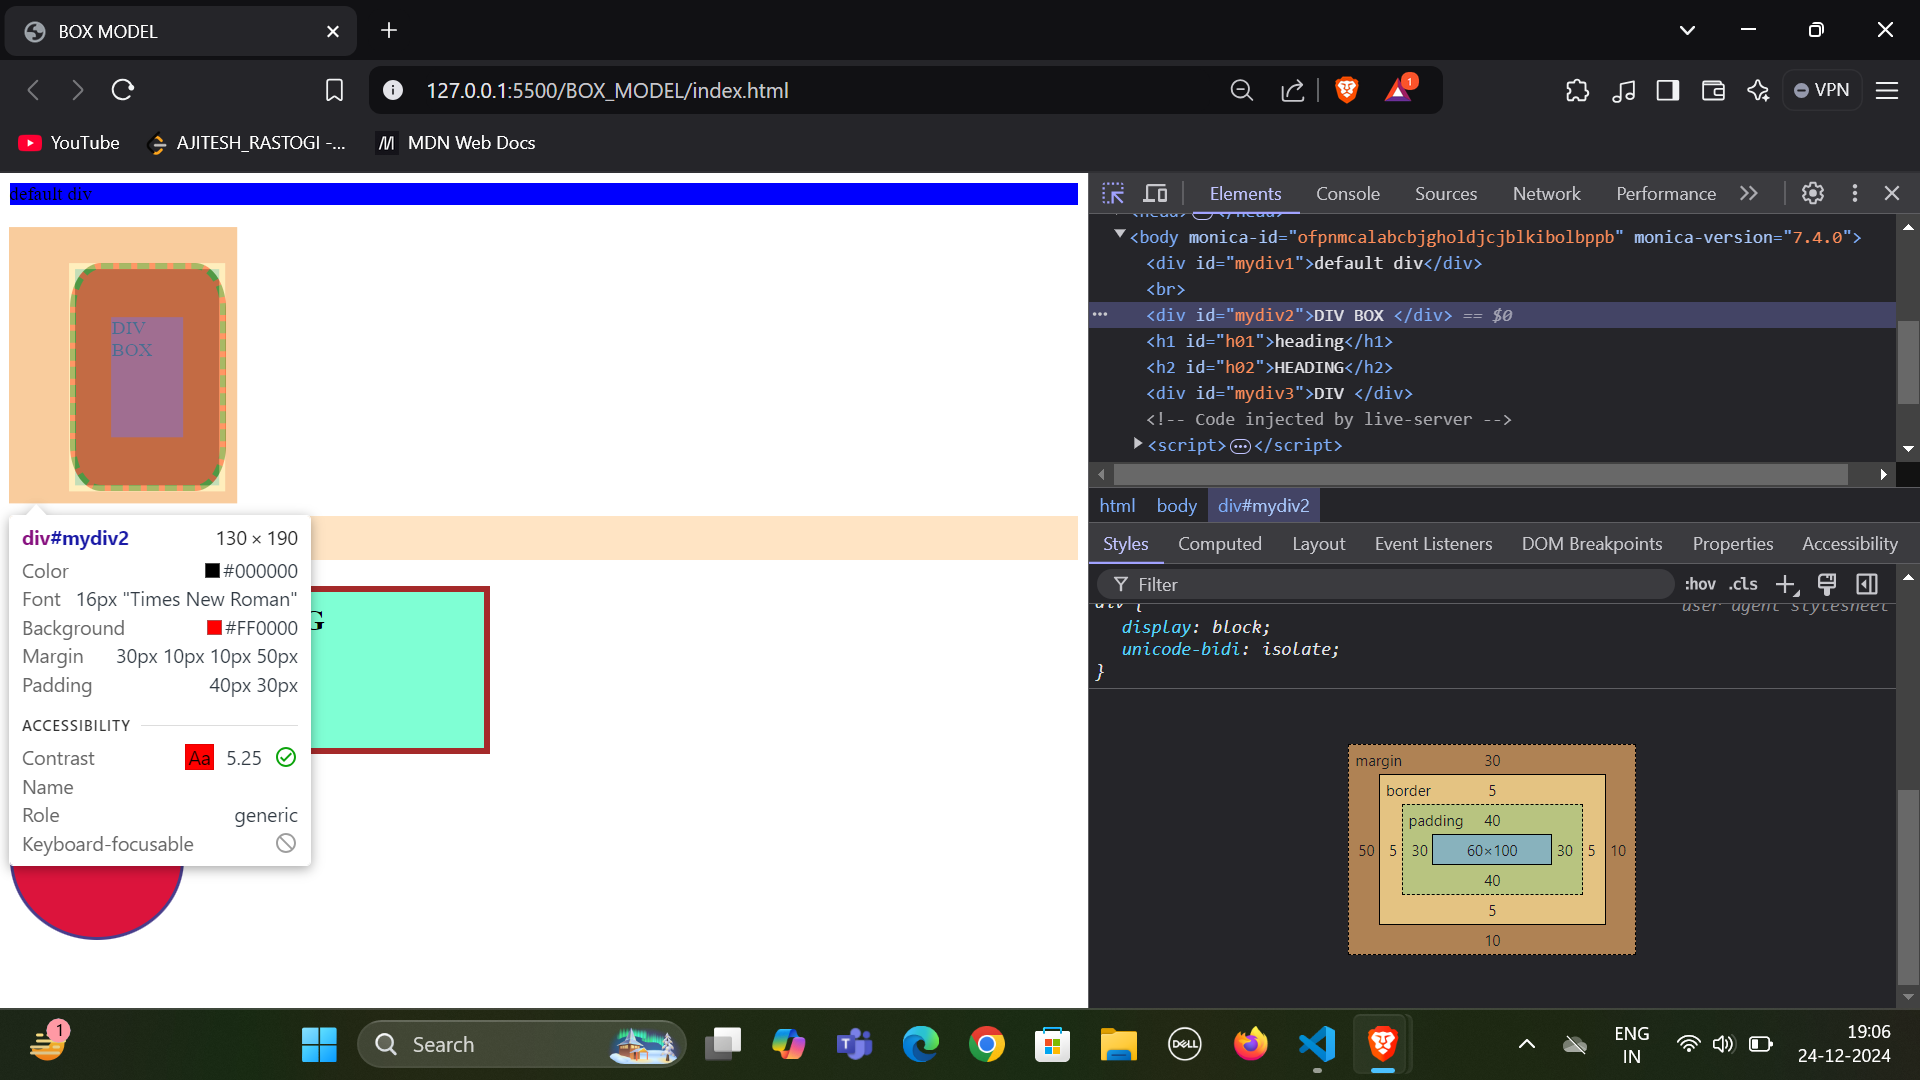 BOX MODEL
127.0.0.1:5500/BOX_MODEL/index.html
1
VPN
YouTube
AJITESH_RASTOGI -...
MDN Web Docs
default div
DIV
BOX
div#mydiv2 130 × 190
Color #000000
Font 16px "Times New Roman"
Background #FF0000
Margin 30px 10px 10px 50px
Padding 40px 30px
ACCESSIBILITY
Contrast Aa 5.25
Name
Role generic
Keyboard-focusable
G
Elements Console Sources Network Performance
<head> </head>
<body monica-id="ofpnmcalabcbjgholdjcjblkibolbppb" monica-version="7.4.0">
<div id="mydiv1">default div</div>
<br>
<div id="mydiv2">DIV BOX </div> == $0
<h1 id="h01">heading</h1>
<h2 id="h02">HEADING</h2>
<div id="mydiv3">DIV </div>
<!-- Code injected by live-server -->
<script> </script>
html body div#mydiv2
Styles Computed Layout Event Listeners DOM Breakpoints Properties Accessibility
Filter :hov .cls
div { user agent stylesheet
display: block;
unicode-bidi: isolate;
}
margin 30
border 5
padding 40
50 5 30 60×100 30 5 10
40
5
10
1
Search
T
DELL
ENG
IN
19:06
24-12-2024